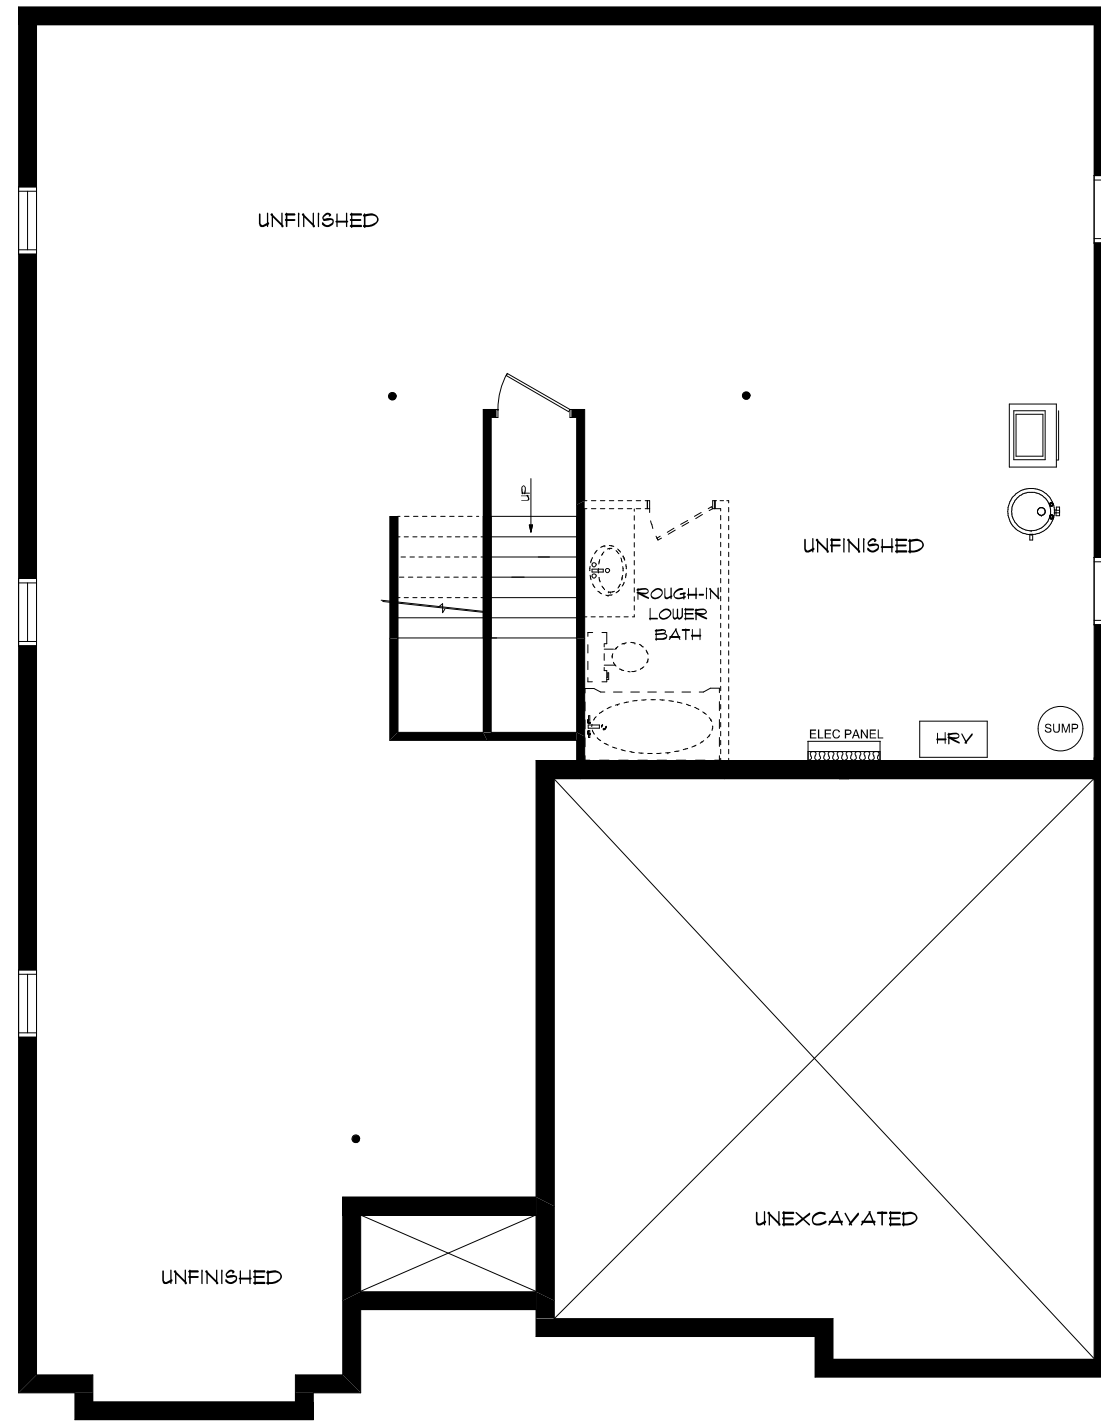 UNFINISHED
UP
UNFINISHED
ROUGH-IN
LOWER
BATH
ELEC PANEL
HRV
SUMP
UNEXCAVATED
UNFINISHED